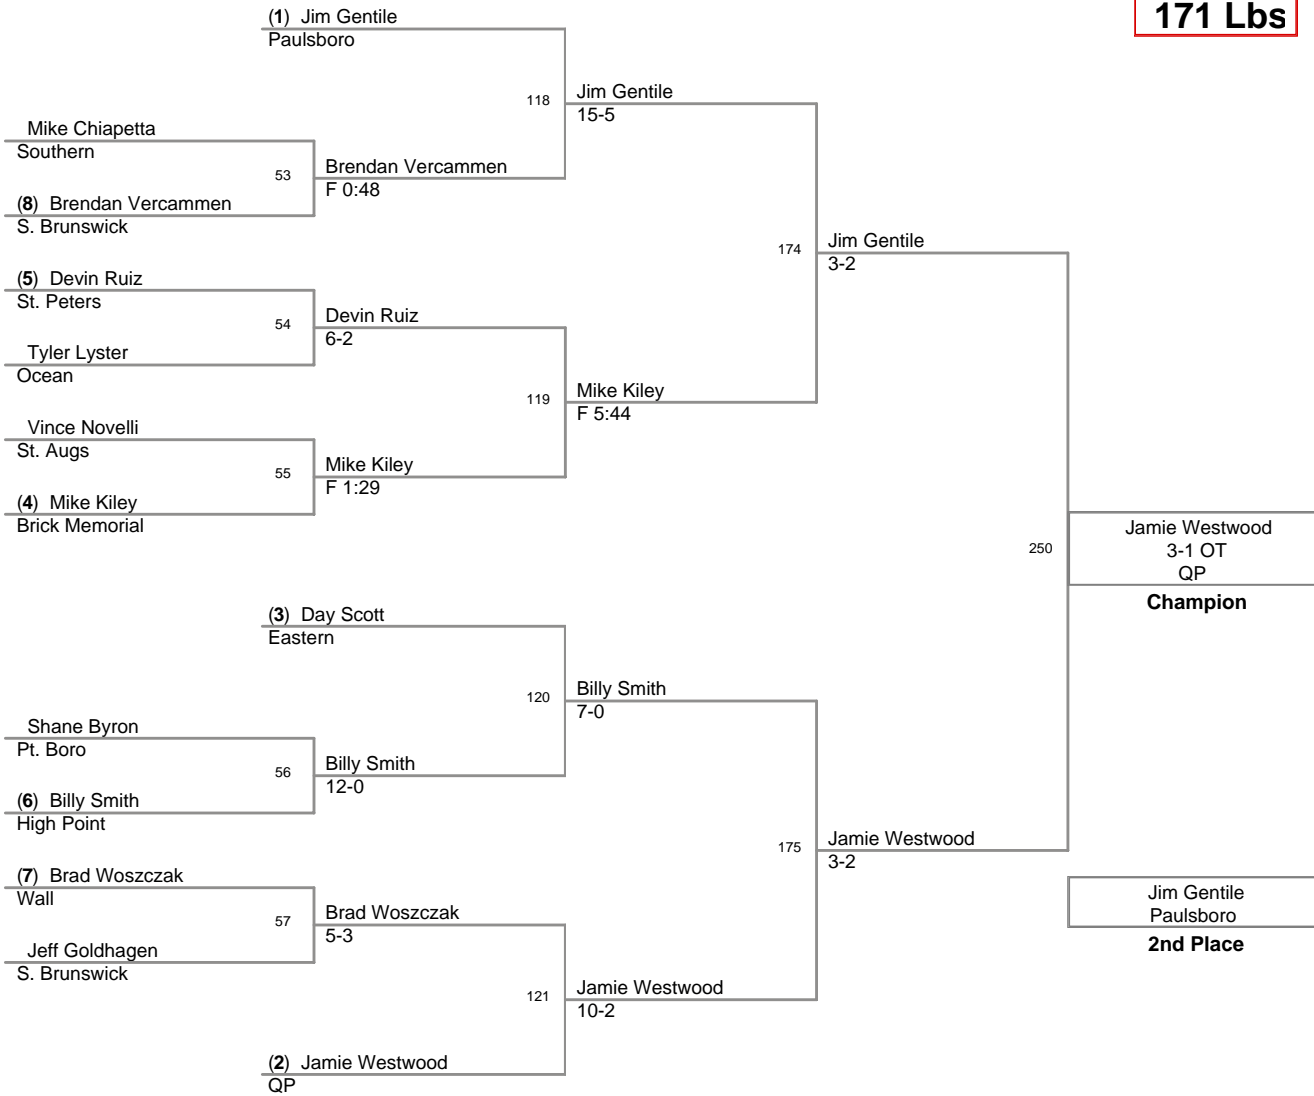 171 Lbs
(1) Jim Gentile
Paulsboro
118
Jim Gentile
15-5
Mike Chiapetta
Southern
53
Brendan Vercammen
F 0:48
(8) Brendan Vercammen
S. Brunswick
174
Jim Gentile
3-2
(5) Devin Ruiz
St. Peters
54
Devin Ruiz
6-2
Tyler Lyster
Ocean
119
Mike Kiley
F 5:44
Vince Novelli
St. Augs
55
Mike Kiley
F 1:29
(4) Mike Kiley
Brick Memorial
250
Jamie Westwood
3-1 OT
QP
Champion
(3) Day Scott
Eastern
120
Billy Smith
7-0
Shane Byron
Pt. Boro
56
Billy Smith
12-0
(6) Billy Smith
High Point
175
Jamie Westwood
3-2
(7) Brad Woszczak
Wall
57
Brad Woszczak
5-3
Jeff Goldhagen
S. Brunswick
Jim Gentile
Paulsboro
2nd Place
121
Jamie Westwood
10-2
(2) Jamie Westwood
QP